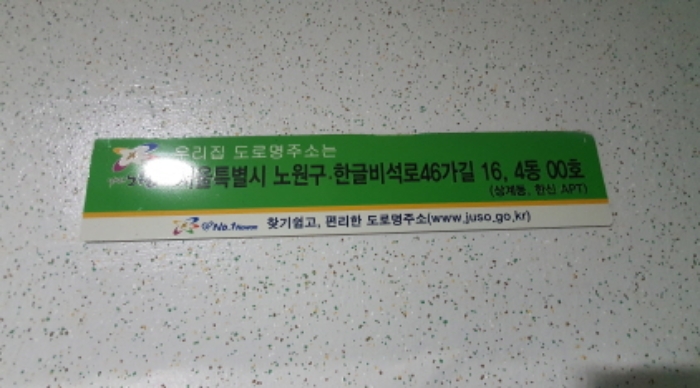 우리집 도로명주소는
서울특별시 노원구 한글비석로46가길 16, 4동 00호
(상계동, 한신 APT)
@No.1Nowon 찾기쉽고, 편리한 도로명주소(www.juso.go.kr)